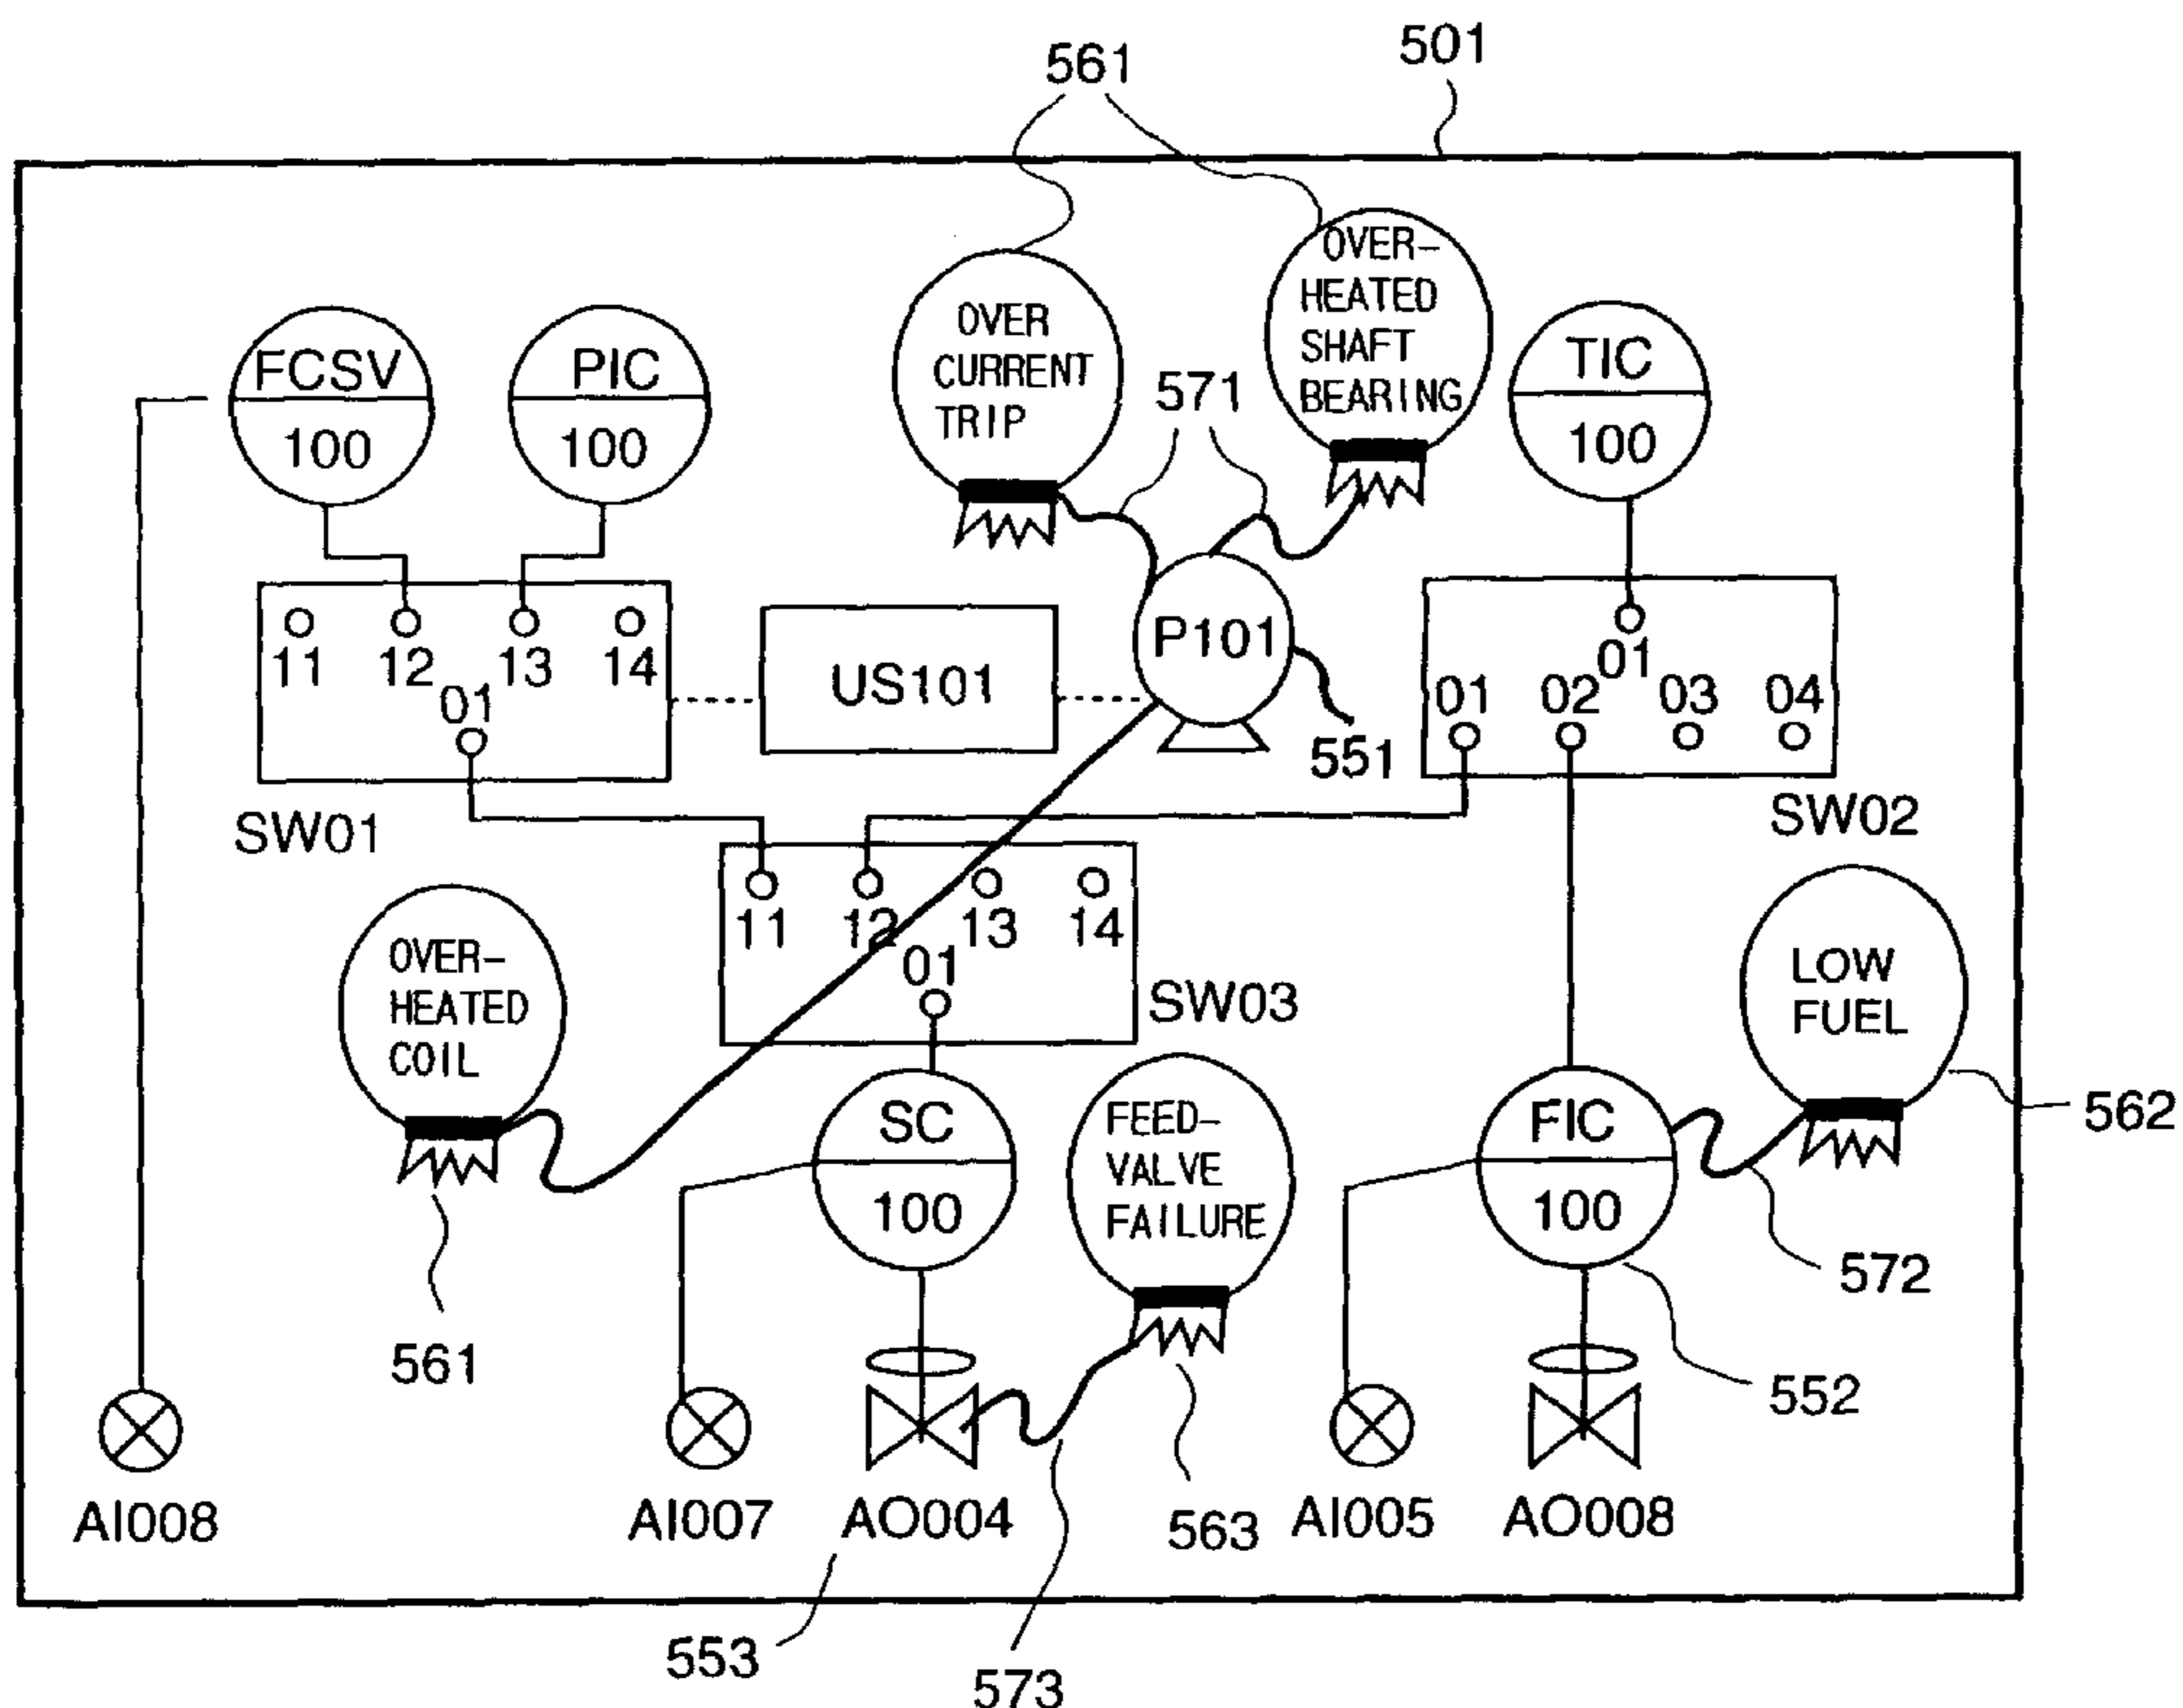 561
501
OVER-
HEATED
SHAFT
BEARING
OVER
CURRENT
TRIP
FCSV
100
PIC
100
571
TIC
100
11
12
13
14
01
US101
P101
551
01
01
02
03
04
SW01
SW02
11
12
13
14
01
SW03
OVER-
HEATED
COIL
LOW
FUEL
562
SC
100
FEED-
VALVE
FAILURE
FIC
100
572
561
552
563
AI008
AI007
AO004
AI005
AO008
553
573